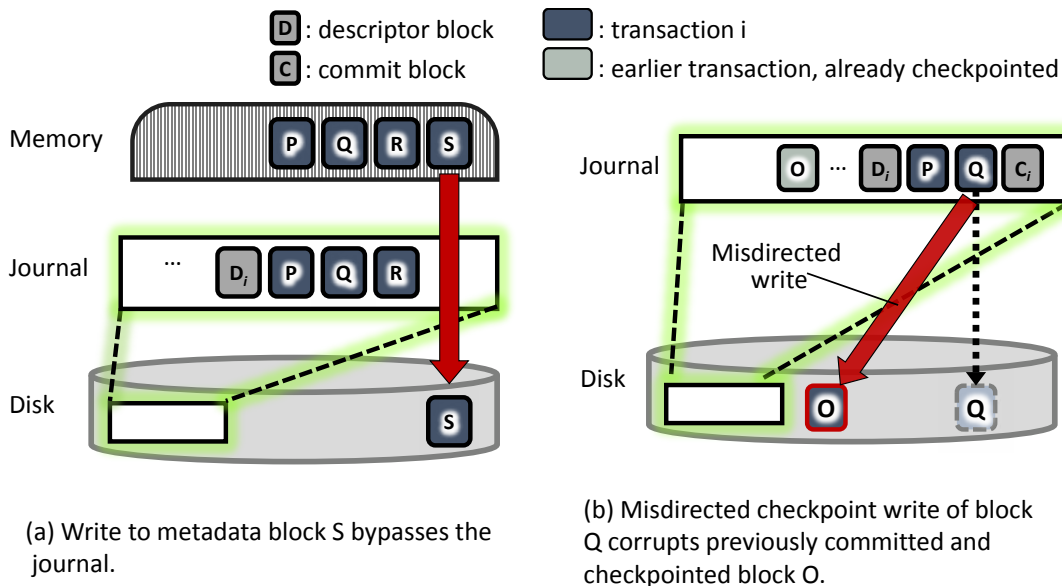 D : descriptor block
C : commit block
: transaction i
: earlier transaction, already checkpointed
Memory
P Q R S
Journal
... Di P Q R
Disk
S
(a) Write to metadata block S bypasses the
journal.
Journal
O ... Di P Q Ci
Misdirected
write
Disk
O Q
(b) Misdirected checkpoint write of block
Q corrupts previously committed and
checkpointed block O.